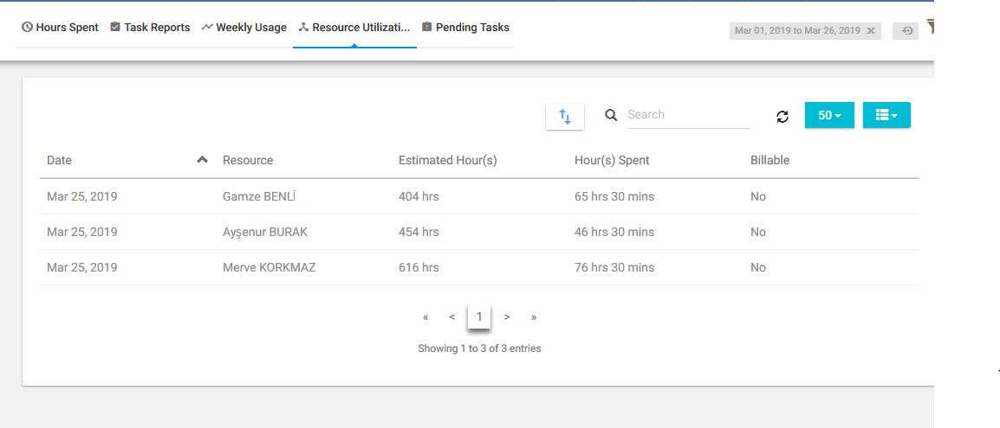 Hours Spent Task Reports Weekly Usage Resource Utilizati... Pending Tasks Mar 01, 2019 to Mar 26, 2019 ✕
Search 50
Date Resource Estimated Hour(s) Hour(s) Spent Billable
Mar 25, 2019 Gamze BENLİ 404 hrs 65 hrs 30 mins No
Mar 25, 2019 Ayşenur BURAK 454 hrs 46 hrs 30 mins No
Mar 25, 2019 Merve KORKMAZ 616 hrs 76 hrs 30 mins No
« < 1 > »
Showing 1 to 3 of 3 entries